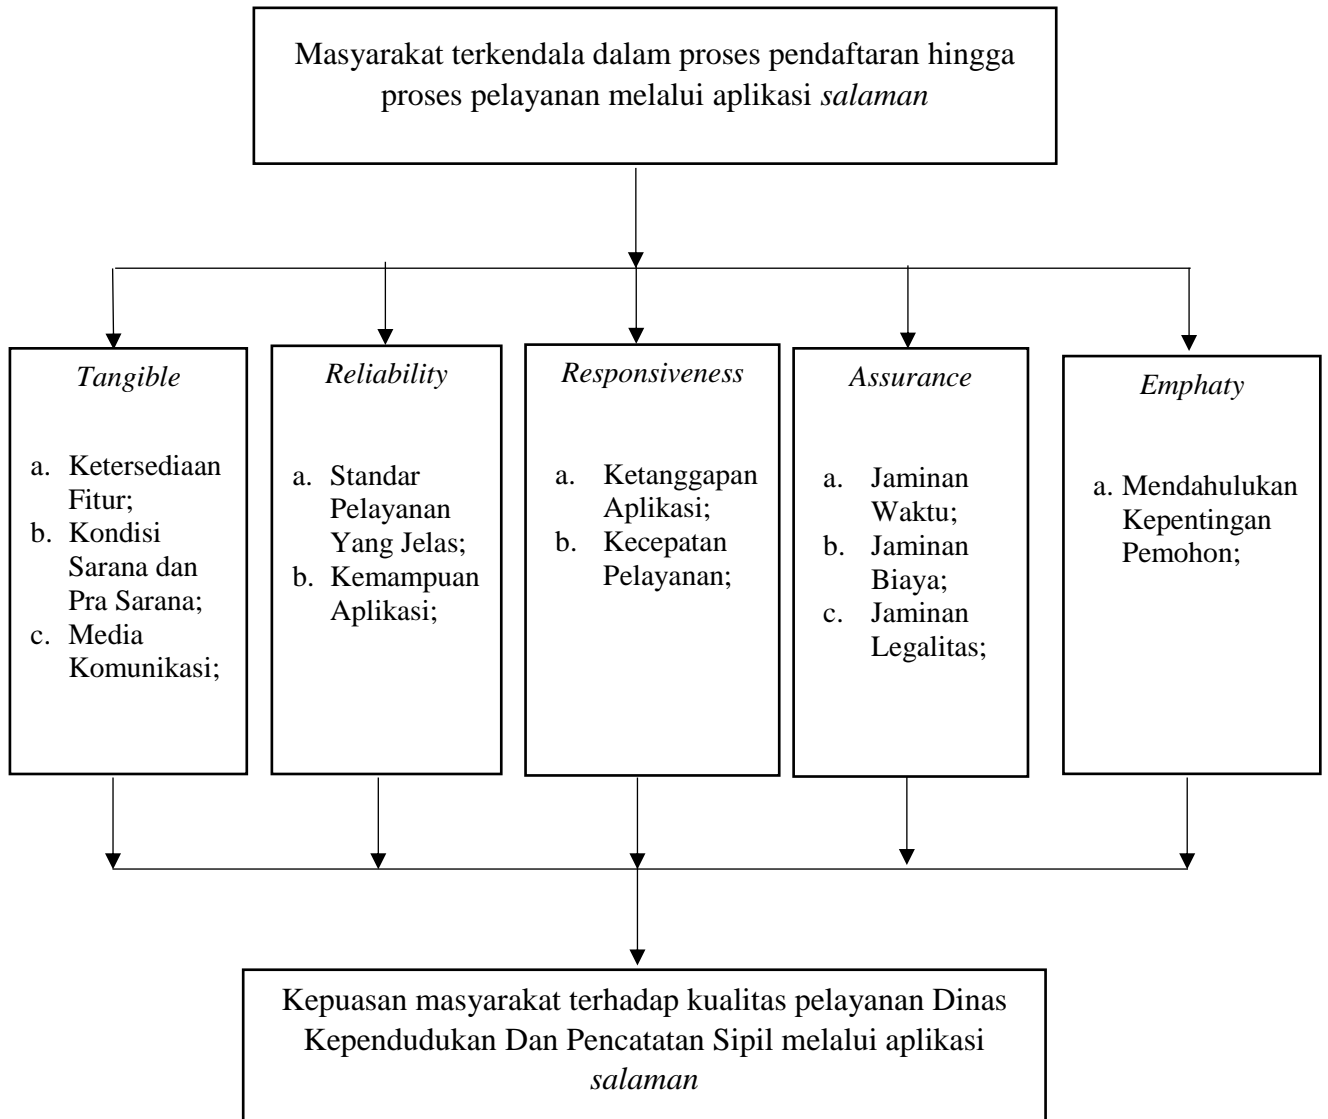 Masyarakat terkendala dalam proses pendaftaran hingga
proses pelayanan melalui aplikasi salaman
Tangible
a. Ketersediaan
Fitur;
b. Kondisi
Sarana dan
Pra Sarana;
c. Media
Komunikasi;
Reliability
a. Standar
Pelayanan
Yang Jelas;
b. Kemampuan
Aplikasi;
Responsiveness
a. Ketanggapan
Aplikasi;
b. Kecepatan
Pelayanan;
Assurance
a. Jaminan
Waktu;
b. Jaminan
Biaya;
c. Jaminan
Legalitas;
Emphaty
a. Mendahulukan
Kepentingan
Pemohon;
Kepuasan masyarakat terhadap kualitas pelayanan Dinas
Kependudukan Dan Pencatatan Sipil melalui aplikasi
salaman